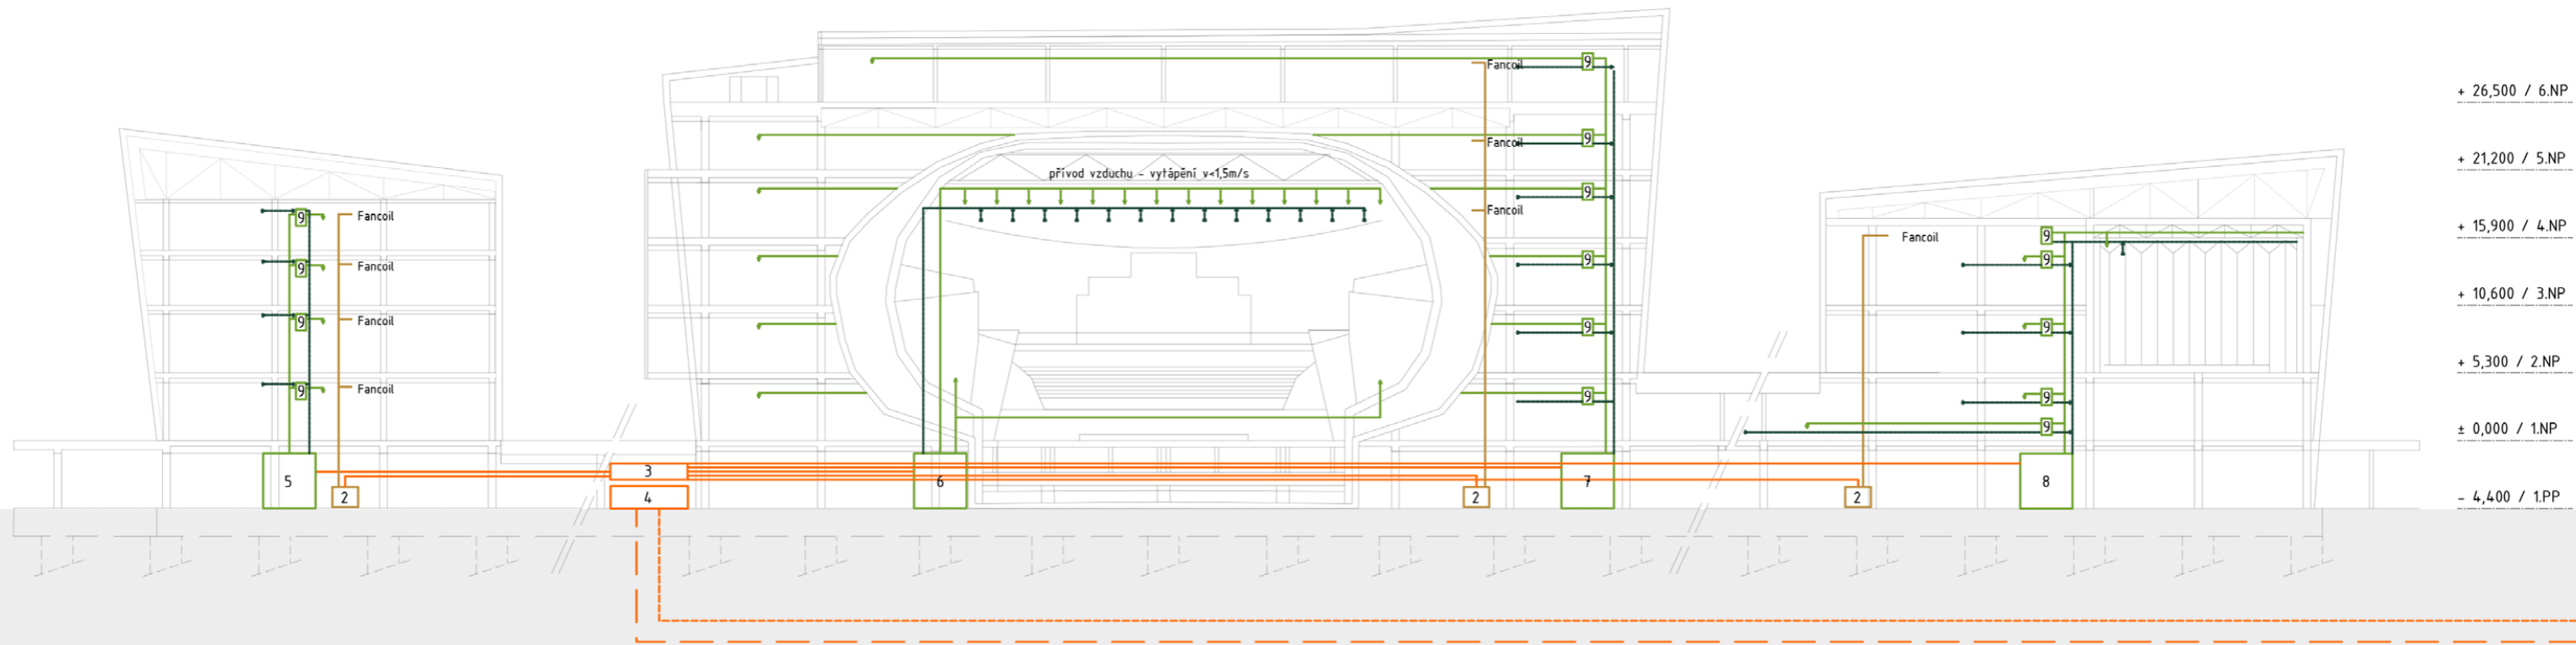 Fancoil
9
+ 26,500 / 6.NP
9
Fancoil
+ 21,200 / 5.NP
přívod vzduchu - vytápění v<1,5m/s
9
9
Fancoil
Fancoil
9
+ 15,900 / 4.NP
Fancoil
9
Fancoil
9
9
+ 10,600 / 3.NP
9
Fancoil
9
9
+ 5,300 / 2.NP
9
Fancoil
9
9
9
± 0,000 / 1.NP
3
5
6
7
8
2
4
2
2
- 4,400 / 1.PP